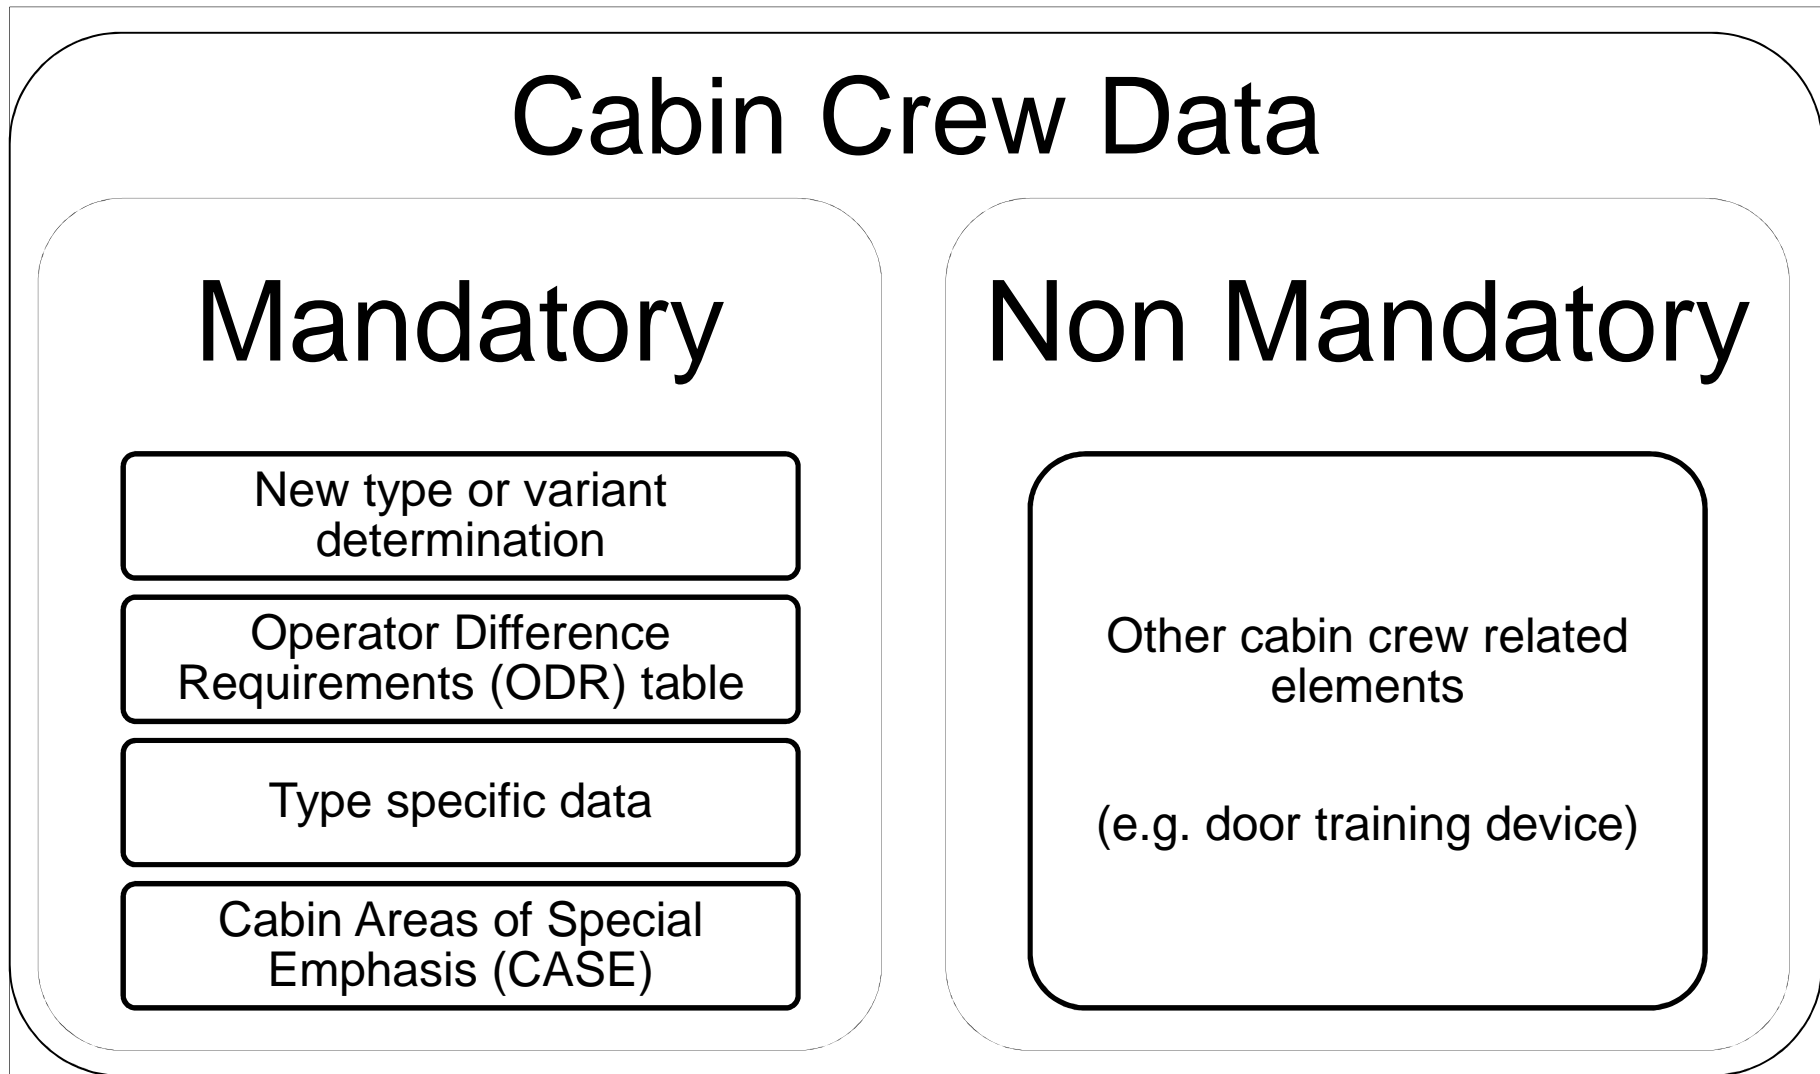 Cabin Crew Data
Mandatory
New type or variant
determination
Operator Difference
Requirements (ODR) table
Type specific data
Cabin Areas of Special
Emphasis (CASE)
Non Mandatory
Other cabin crew related
elements
(e.g. door training device)